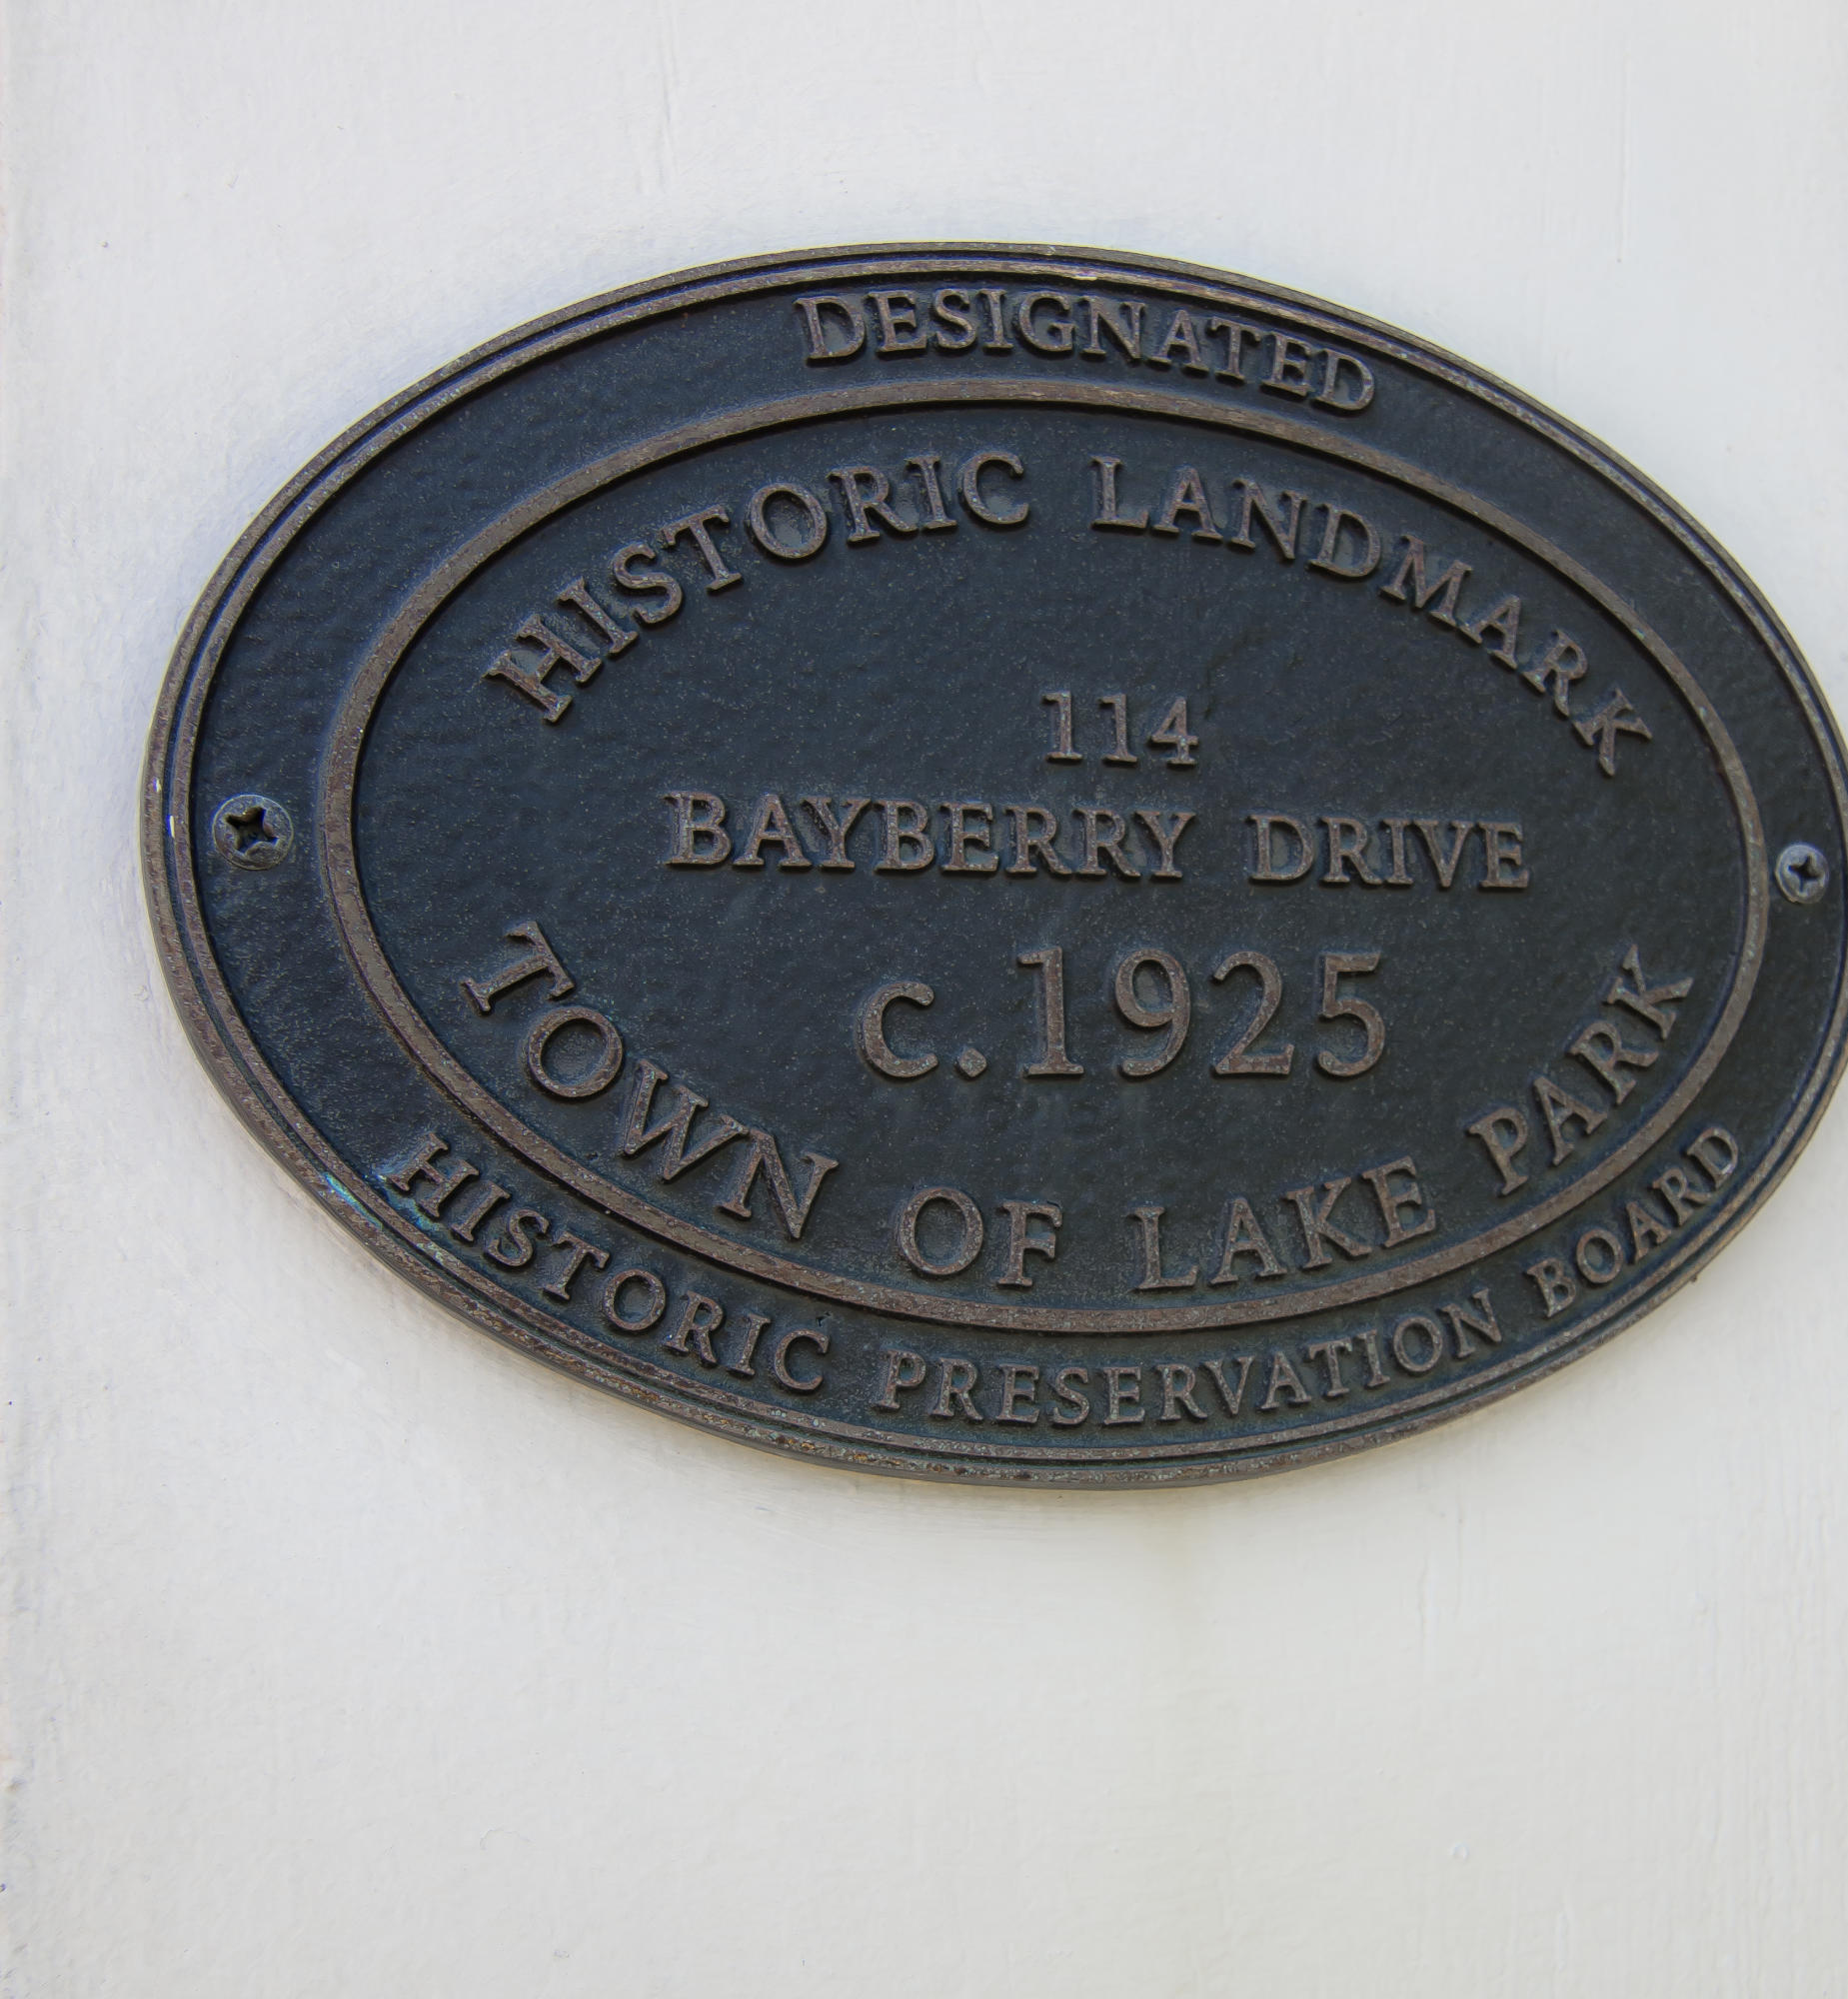 DESIGNATED
HISTORIC LANDMARK
114
BAYBERRY DRIVE
c.1925
TOWN OF LAKE PARK
HISTORIC PRESERVATION BOARD